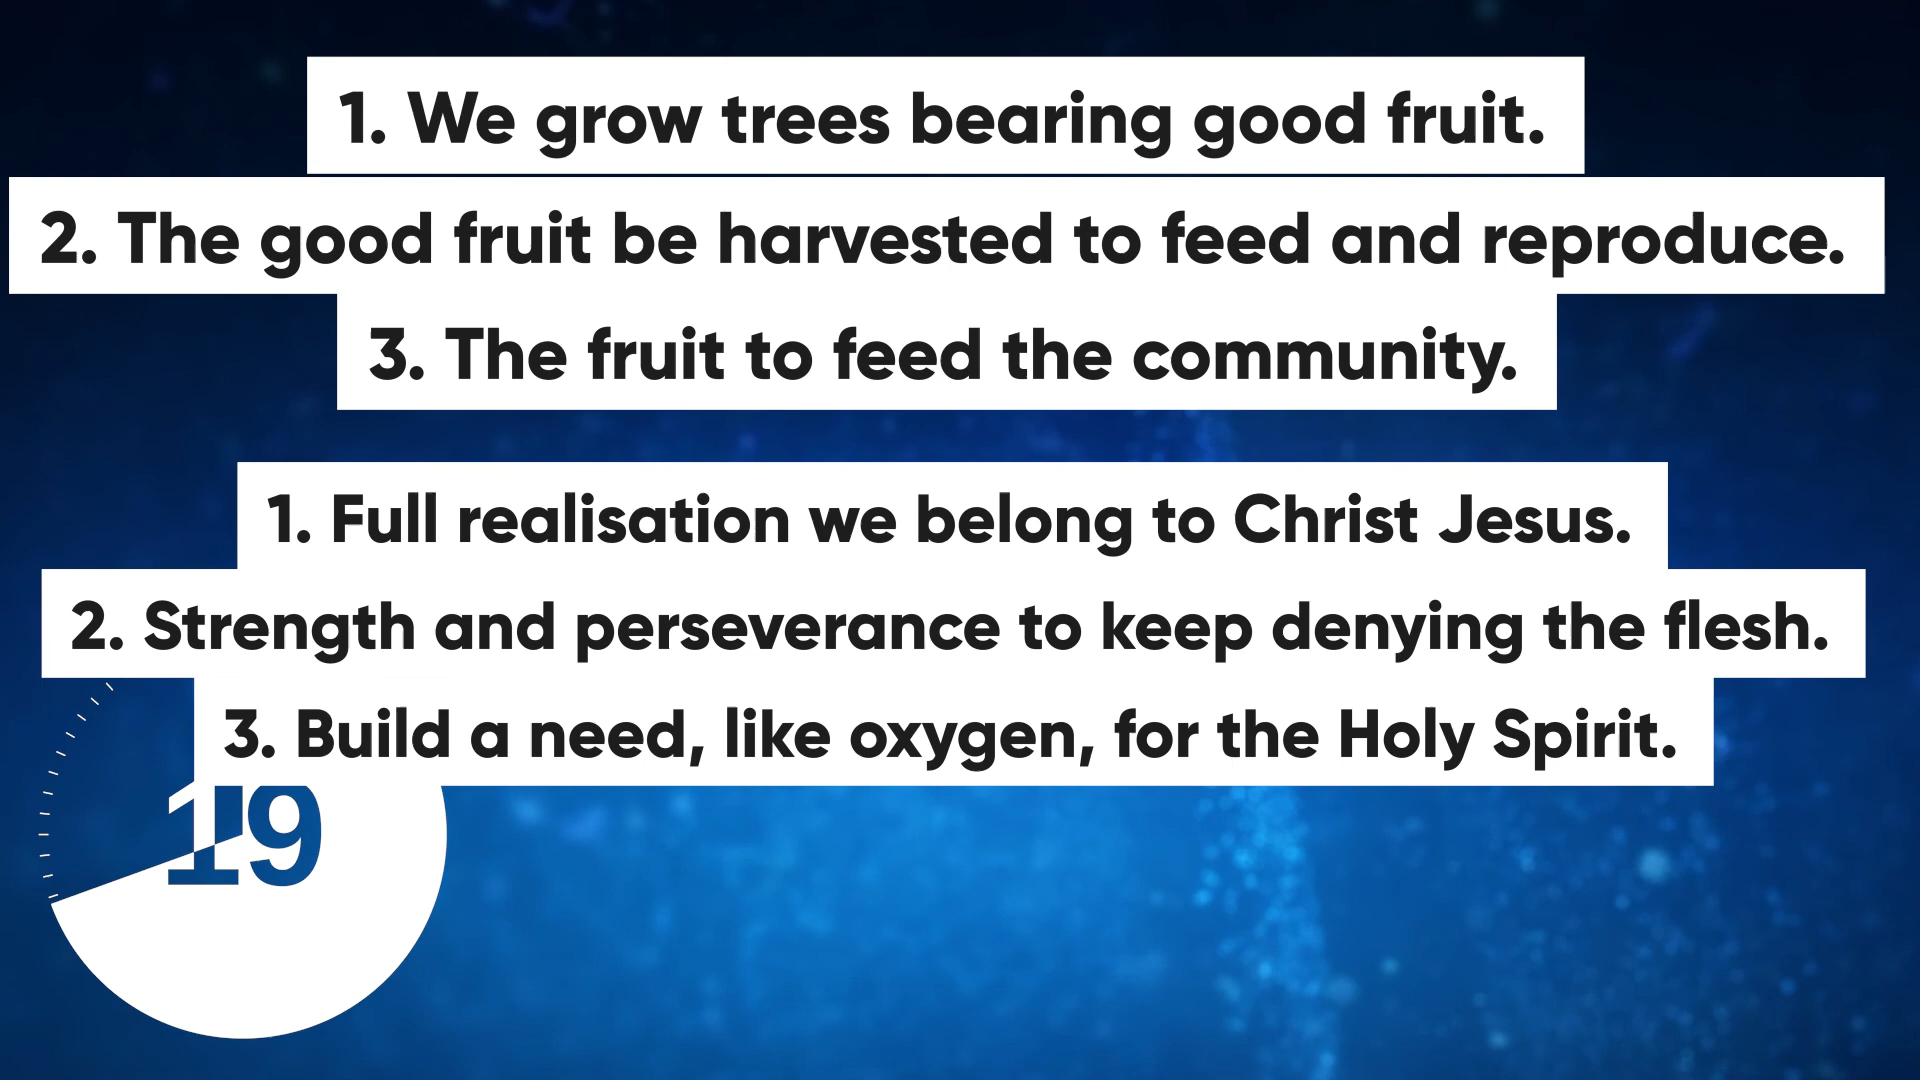 1. We grow trees bearing good fruit.
2. The good fruit be harvested to feed and reproduce.
3. The fruit to feed the community.
1. Full realisation we belong to Christ Jesus.
2. Strength and perseverance to keep denying the flesh.
3. Build a need, like oxygen, for the Holy Spirit.
19